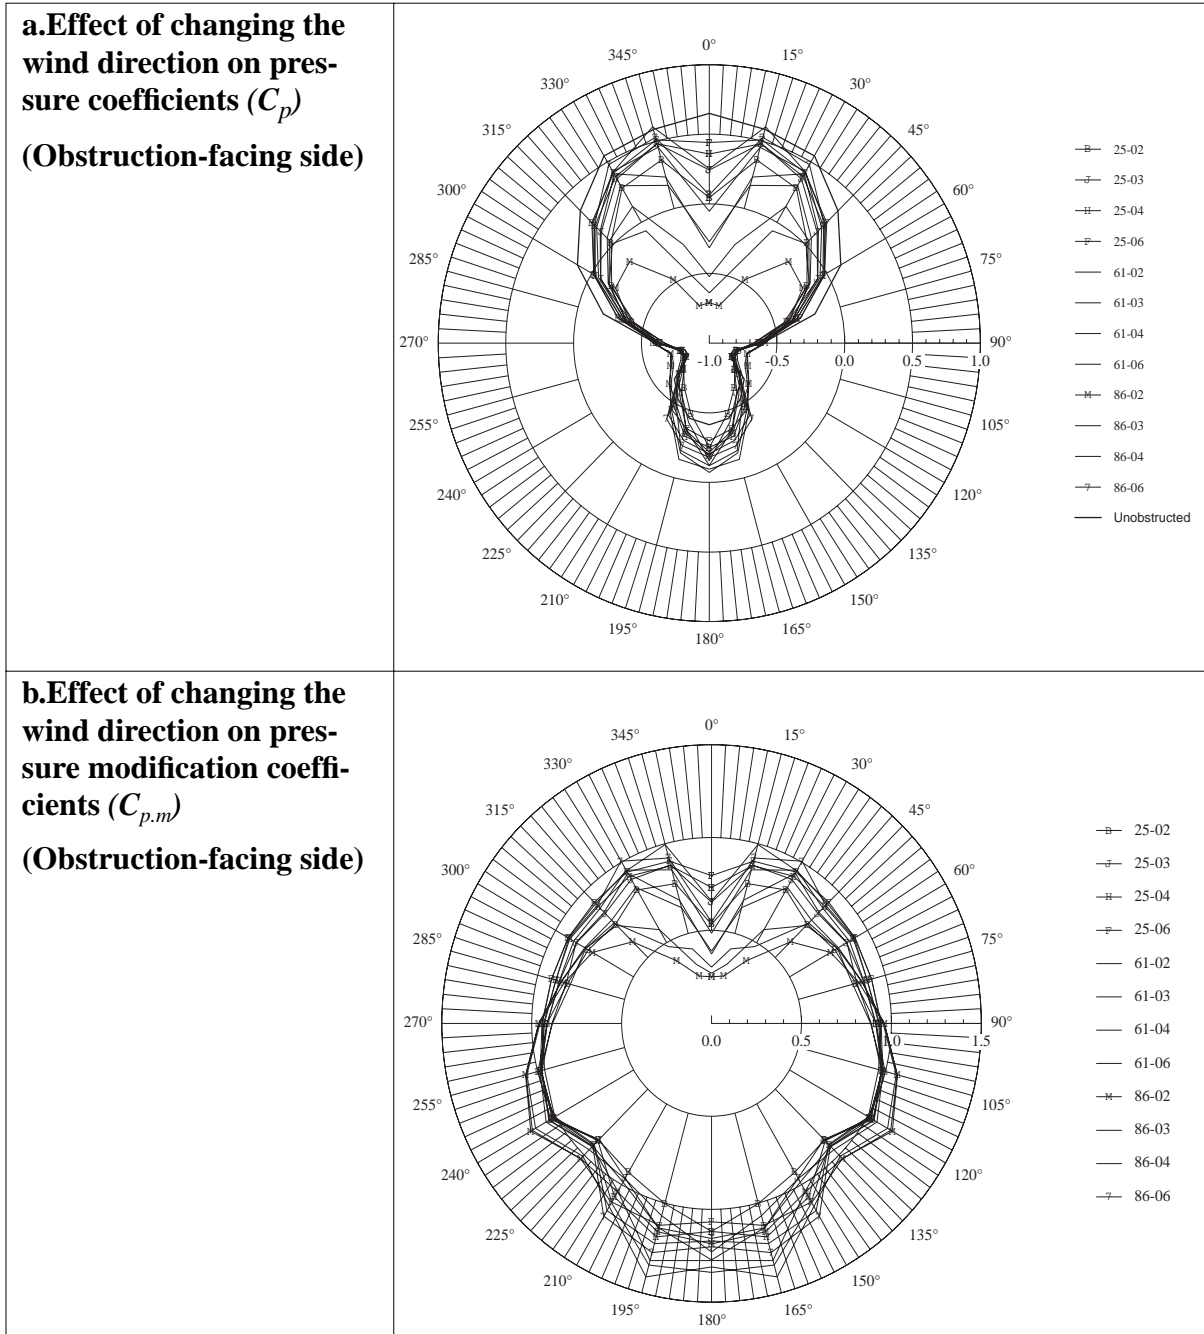 a.Effect of changing the
wind direction on pres-
sure coefficients (Cp)
(Obstruction-facing side)
0°
15°
30°
45°
60°
75°
90°
105°
120°
135°
150°
165°
180°
195°
210°
225°
240°
255°
270°
285°
300°
315°
330°
345°
-1.0 -0.5 0.0 0.5 1.0
B 25-02
J 25-03
H 25-04
F 25-06
61-02
61-03
61-04
61-06
M 86-02
86-03
86-04
7 86-06
Unobstructed
b.Effect of changing the
wind direction on pres-
sure modification coeffi-
cients (Cp.m)
(Obstruction-facing side)
0°
15°
30°
45°
60°
75°
90°
105°
120°
135°
150°
165°
180°
195°
210°
225°
240°
255°
270°
285°
300°
315°
330°
345°
0.0 0.5 1.0 1.5
B 25-02
J 25-03
H 25-04
F 25-06
61-02
61-03
61-04
61-06
M 86-02
86-03
86-04
7 86-06